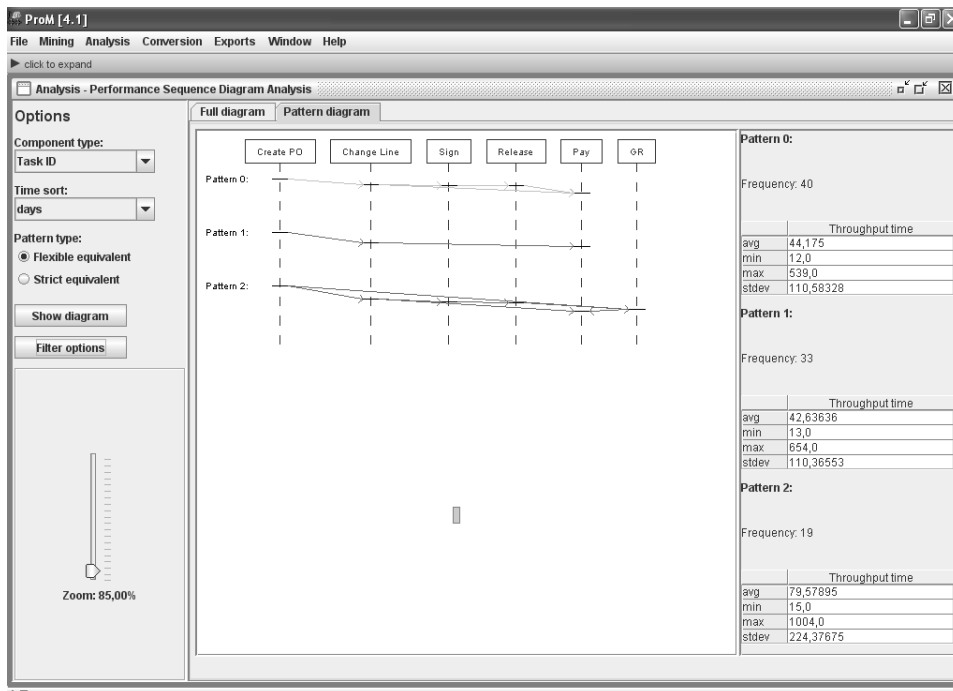 ProM [4.1]
File Mining Analysis Conversion Exports Window Help
click to expand
Analysis - Performance Sequence Diagram Analysis
Options
Component type:
Task ID
Time sort:
days
Pattern type:
Flexible equivalent
Strict equivalent
Show diagram
Filter options
Zoom: 85,00%
Full diagram Pattern diagram
Create PO Change Line Sign Release Pay GR
Pattern 0:
Pattern 1:
Pattern 2:
Pattern 0:
Frequency: 40
Throughput time
avg 44,175
min 12,0
max 539,0
stdev 110,58328
Pattern 1:
Frequency: 33
Throughput time
avg 42,63636
min 13,0
max 654,0
stdev 110,36553
Pattern 2:
Frequency: 19
Throughput time
avg 79,57895
min 15,0
max 1004,0
stdev 224,37675